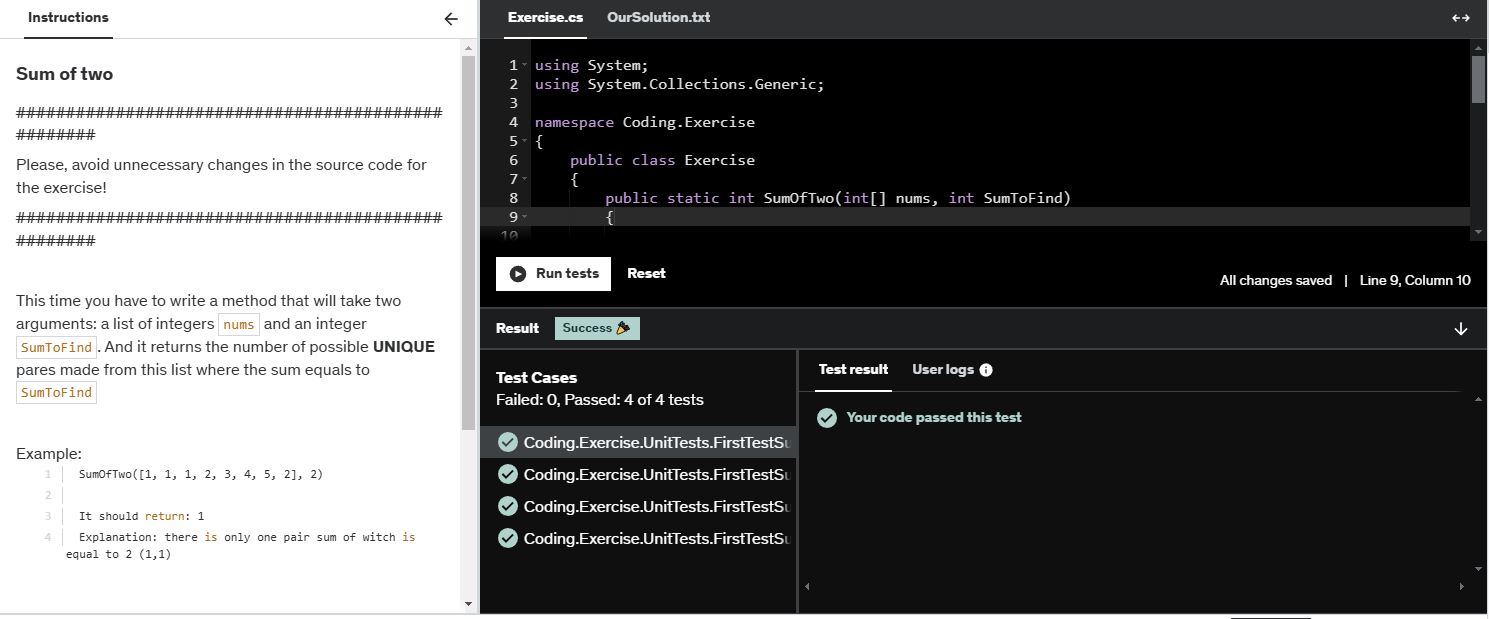 Instructions
Sum of two
###########################################
########
Please, avoid unnecessary changes in the source code for
the exercise!
###########################################
########
This time you have to write a method that will take two
arguments: a list of integers nums and an integer
SumToFind. And it returns the number of possible UNIQUE
pares made from this list where the sum equals to
SumToFind
Example:
1 SumOfTwo([1, 1, 1, 2, 3, 4, 5, 2], 2)
2
3 It should return: 1
4 Explanation: there is only one pair sum of witch is
equal to 2 (1,1)
Exercise.cs OurSolution.txt
1 using System;
2 using System.Collections.Generic;
3
4 namespace Coding.Exercise
5 {
6 public class Exercise
7 {
8 public static int SumOfTwo(int[] nums, int SumToFind)
9 {
10
Run tests Reset
All changes saved | Line 9, Column 10
Result Success
Test Cases
Failed: 0, Passed: 4 of 4 tests
Coding.Exercise.UnitTests.FirstTestSu
Coding.Exercise.UnitTests.FirstTestSu
Coding.Exercise.UnitTests.FirstTestSu
Coding.Exercise.UnitTests.FirstTestSu
Test result User logs
Your code passed this test